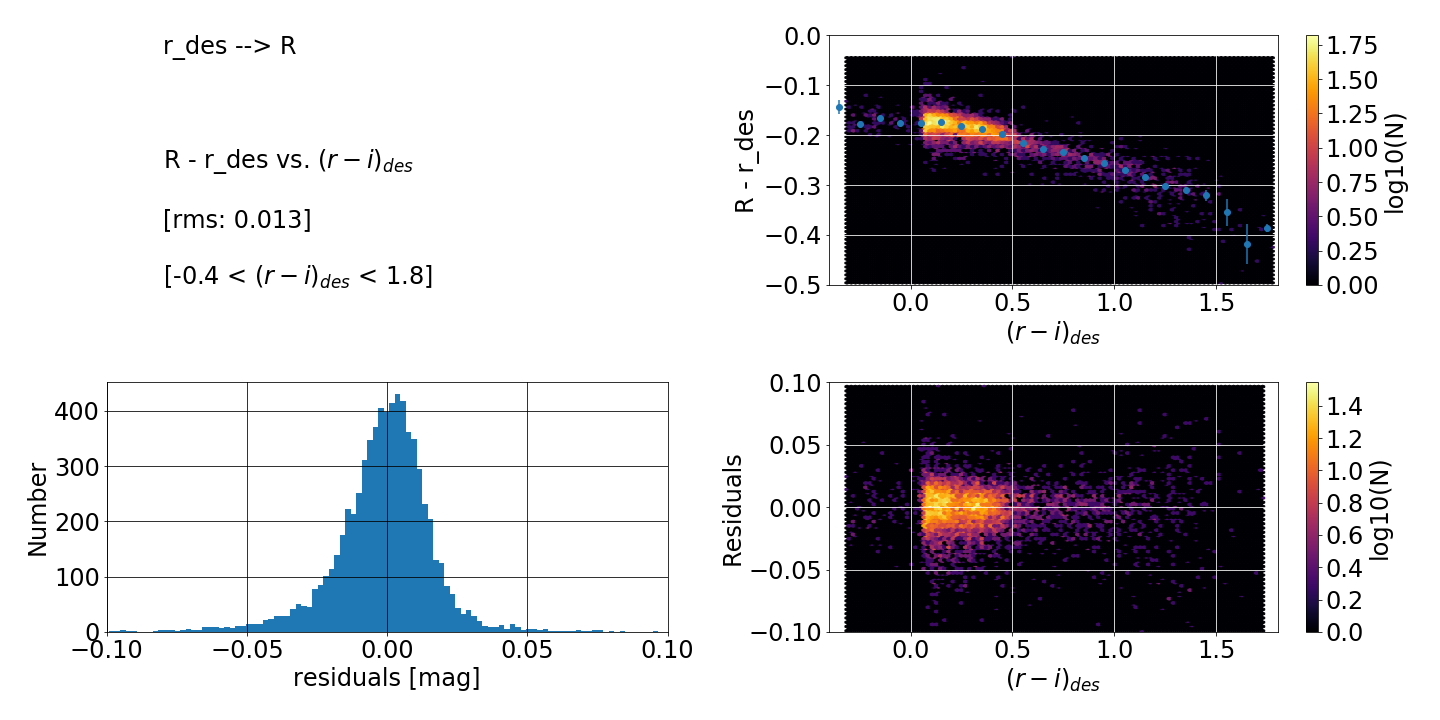 r_des --> R
R - r_des vs. (r − i)des
[rms: 0.013]
[-0.4 < (r − i)des < 1.8]
0.0
−0.1
−0.2
−0.3
−0.4
−0.5
R - r_des
0.0 0.5 1.0 1.5
(r − i)des
1.75
1.50
1.25
1.00
0.75
0.50
0.25
0.00
log10(N)
400
300
200
100
0
Number
−0.10 −0.05 0.00 0.05 0.10
residuals [mag]
0.10
0.05
0.00
−0.05
−0.10
Residuals
0.0 0.5 1.0 1.5
(r − i)des
1.4
1.2
1.0
0.8
0.6
0.4
0.2
0.0
log10(N)